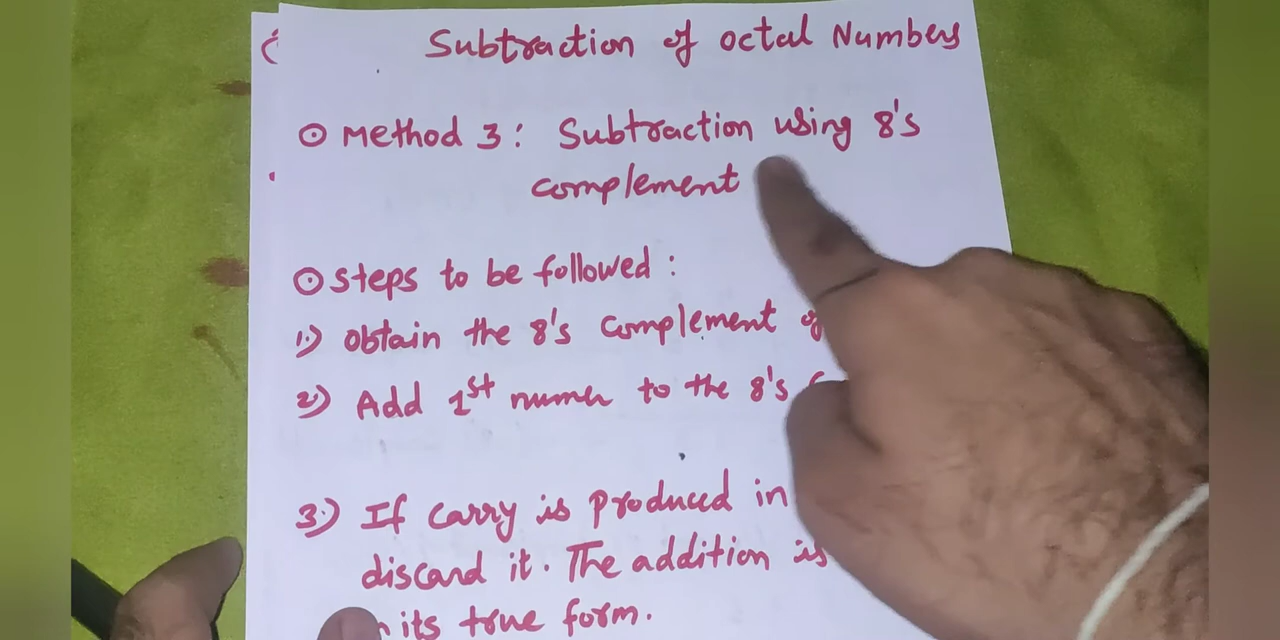 Subtraction of octal Numbers
Method 3: Subtraction using 8's
complement
Steps to be followed:
1) Obtain the 8's complement
2) Add 1st numer to the 8's
3) If carry is produced in
discard it. The addition is
its true form.